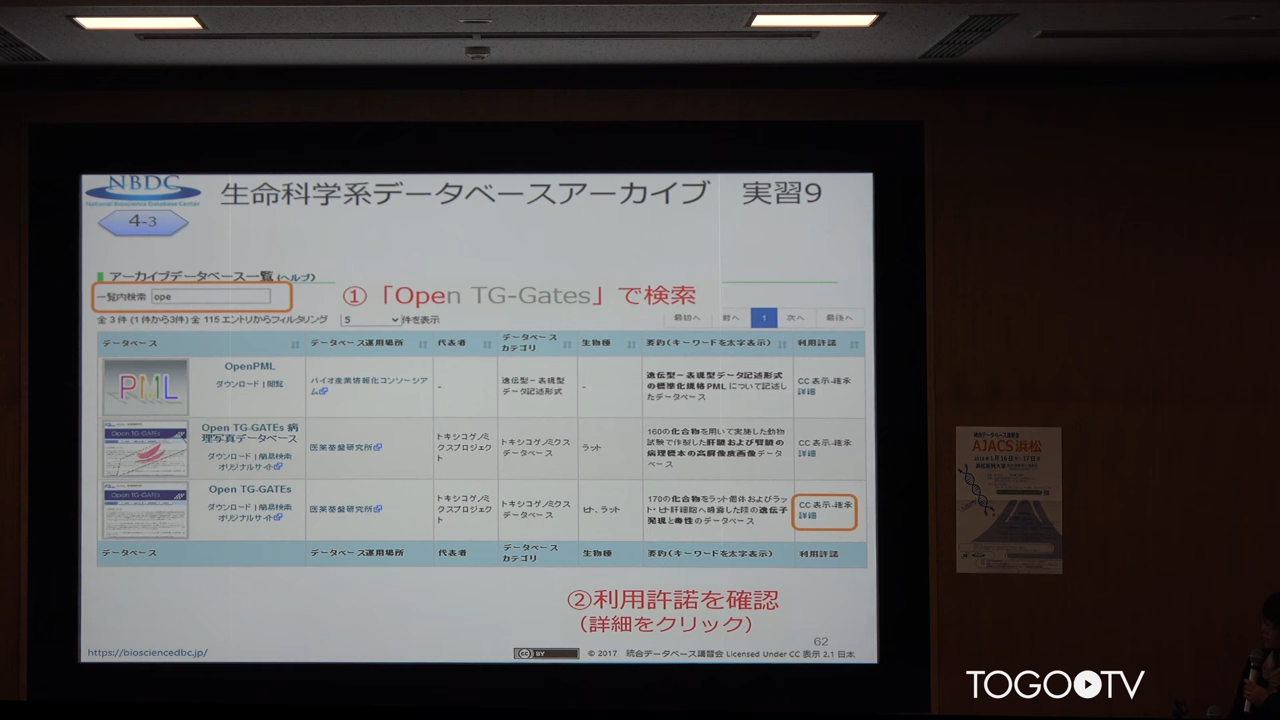 NBDC
National Bioscience Database Center
生命科学系データベースアーカイブ 実習9
4-3
アーカイブデータベース一覧 (ヘルプ)
一覧内検索 ope
①「Open TG-Gates」で検索
全 3 件 (1 件から3件) 全 115 エントリからフィルタリング 5 件を表示
最初へ 前へ 1 次へ 最後へ
データベース データベース運用場所 代表者 データベースカテゴリ 生物種 要約(キーワードを太字表示) 利用許諾
PML
OpenPML
ダウンロード | 閲覧
バイオ産業情報化コンソーシアム
-
遺伝型－表現型データ記述形式
-
遺伝型－表現型データ記述形式の標準化規格PML について記述したデータベース
CC 表示-継承
詳細
Open TG-GATEs
Open TG-GATEs 病理写真データベース
ダウンロード | 簡易検索
オリジナルサイト
医薬基盤研究所
トキシコゲノミクスプロジェクト
トキシコゲノミクスデータベース
ラット
160の化合物を用いて実施した動物試験で作製した肝臓および腎臓の病理標本の高解像度画像データベース
CC 表示-継承
詳細
Open TG-GATEs
Open TG-GATEs
ダウンロード | 簡易検索
オリジナルサイト
医薬基盤研究所
トキシコゲノミクスプロジェクト
トキシコゲノミクスデータベース
ヒト、ラット
170の化合物をラット個体およびラット・ヒト肝細胞へ曝露した際の遺伝子発現と毒性のデータベース
CC 表示-継承
詳細
データベース データベース運用場所 代表者 データベースカテゴリ 生物種 要約(キーワードを太字表示) 利用許諾
②利用許諾を確認
（詳細をクリック）
62
https://biosciencedbc.jp/
CC BY © 2017 統合データベース講習会 Licensed Under CC 表示 2.1 日本
統合データベース講習会
AJACS浜松
TOGO TV